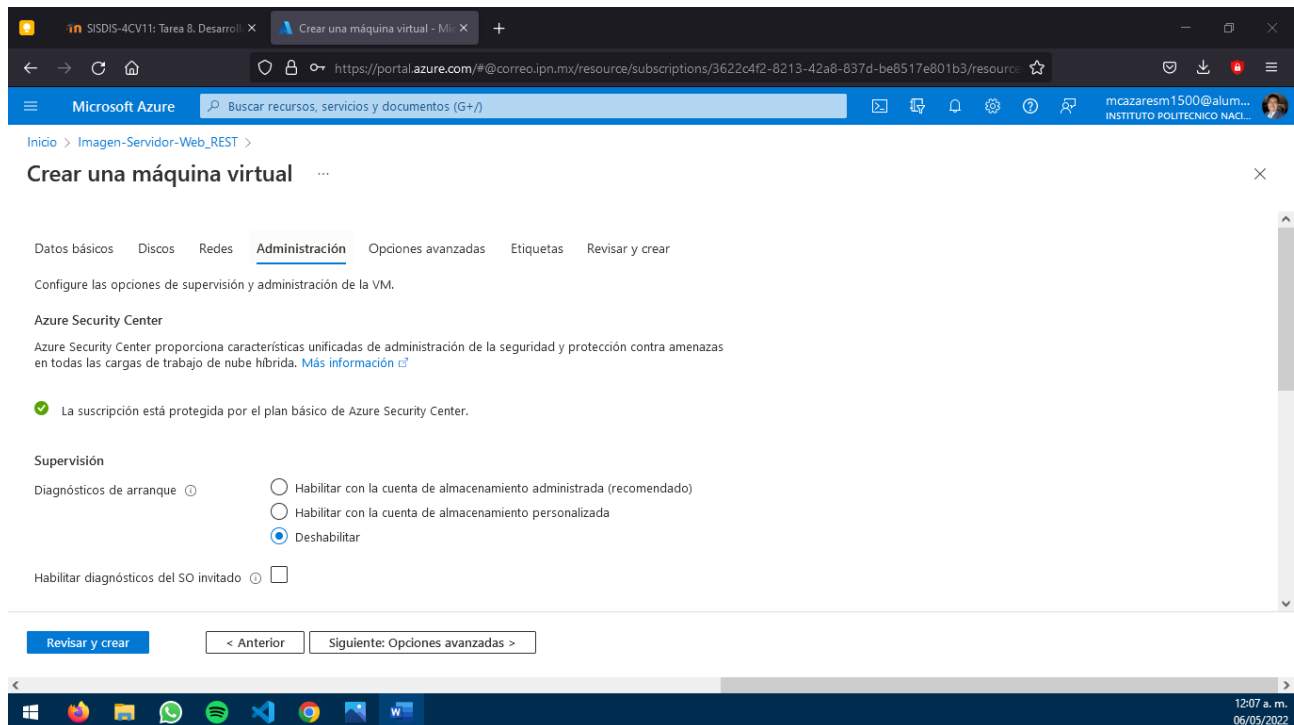 SISDIS-4CV11: Tarea 8. Desarroll
Crear una máquina virtual - Mic
https://portal.azure.com/#@correo.ipn.mx/resource/subscriptions/3622c4f2-8213-42a8-837d-be8517e801b3/resource
Microsoft Azure
Buscar recursos, servicios y documentos (G+/)
mcazaresm1500@alum...
INSTITUTO POLITECNICO NACI...
Inicio > Imagen-Servidor-Web_REST >
Crear una máquina virtual ...
Datos básicos Discos Redes Administración Opciones avanzadas Etiquetas Revisar y crear
Configure las opciones de supervisión y administración de la VM.
Azure Security Center
Azure Security Center proporciona características unificadas de administración de la seguridad y protección contra amenazas
en todas las cargas de trabajo de nube híbrida. Más información
La suscripción está protegida por el plan básico de Azure Security Center.
Supervisión
Diagnósticos de arranque
Habilitar con la cuenta de almacenamiento administrada (recomendado)
Habilitar con la cuenta de almacenamiento personalizada
Deshabilitar
Habilitar diagnósticos del SO invitado
Revisar y crear
< Anterior
Siguiente: Opciones avanzadas >
12:07 a. m.
06/05/2022